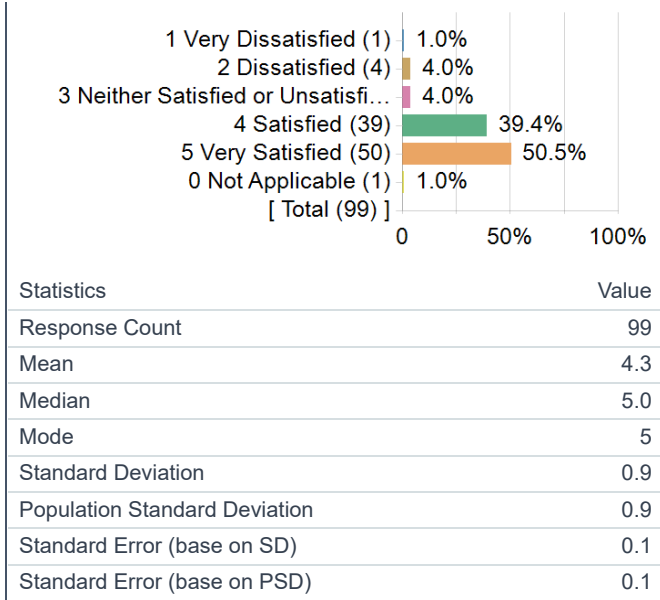 1 Very Dissatisfied (1) 1.0%
2 Dissatisfied (4) 4.0%
3 Neither Satisfied or Unsatisfi... 4.0%
4 Satisfied (39) 39.4%
5 Very Satisfied (50) 50.5%
0 Not Applicable (1) 1.0%
[ Total (99) ]
0 50% 100%
Statistics Value
Response Count 99
Mean 4.3
Median 5.0
Mode 5
Standard Deviation 0.9
Population Standard Deviation 0.9
Standard Error (base on SD) 0.1
Standard Error (base on PSD) 0.1